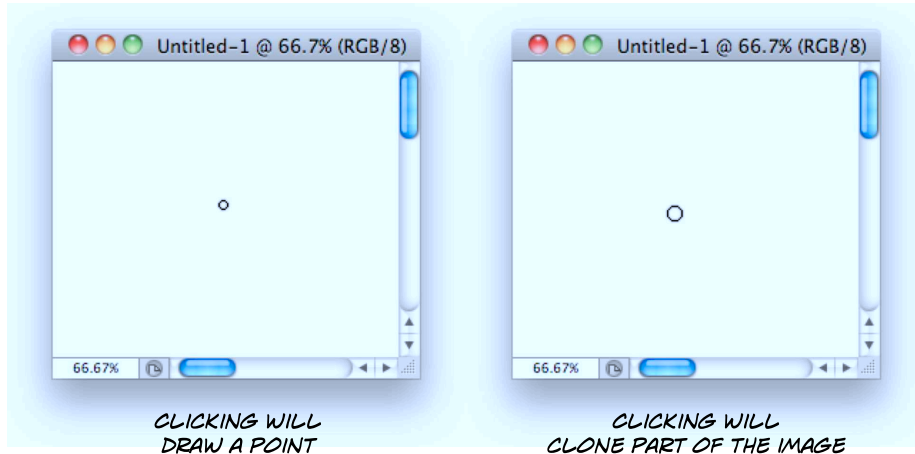 Untitled-1 @ 66.7% (RGB/8)
66.67%
CLICKING WILL
DRAW A POINT
Untitled-1 @ 66.7% (RGB/8)
66.67%
CLICKING WILL
CLONE PART OF THE IMAGE